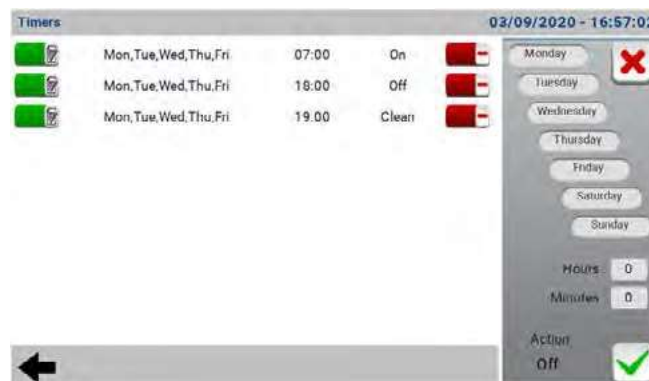 Timers 03/09/2020 - 16:57:02
Mon,Tue,Wed,Thu,Fri 07:00 On
Mon,Tue,Wed,Thu,Fri 18:00 Off
Mon,Tue,Wed,Thu,Fri 19.00 Clean
Monday
Tuesday
Wednesday
Thursday
Friday
Saturday
Sunday
Hours 0
Minutes 0
Action
Off